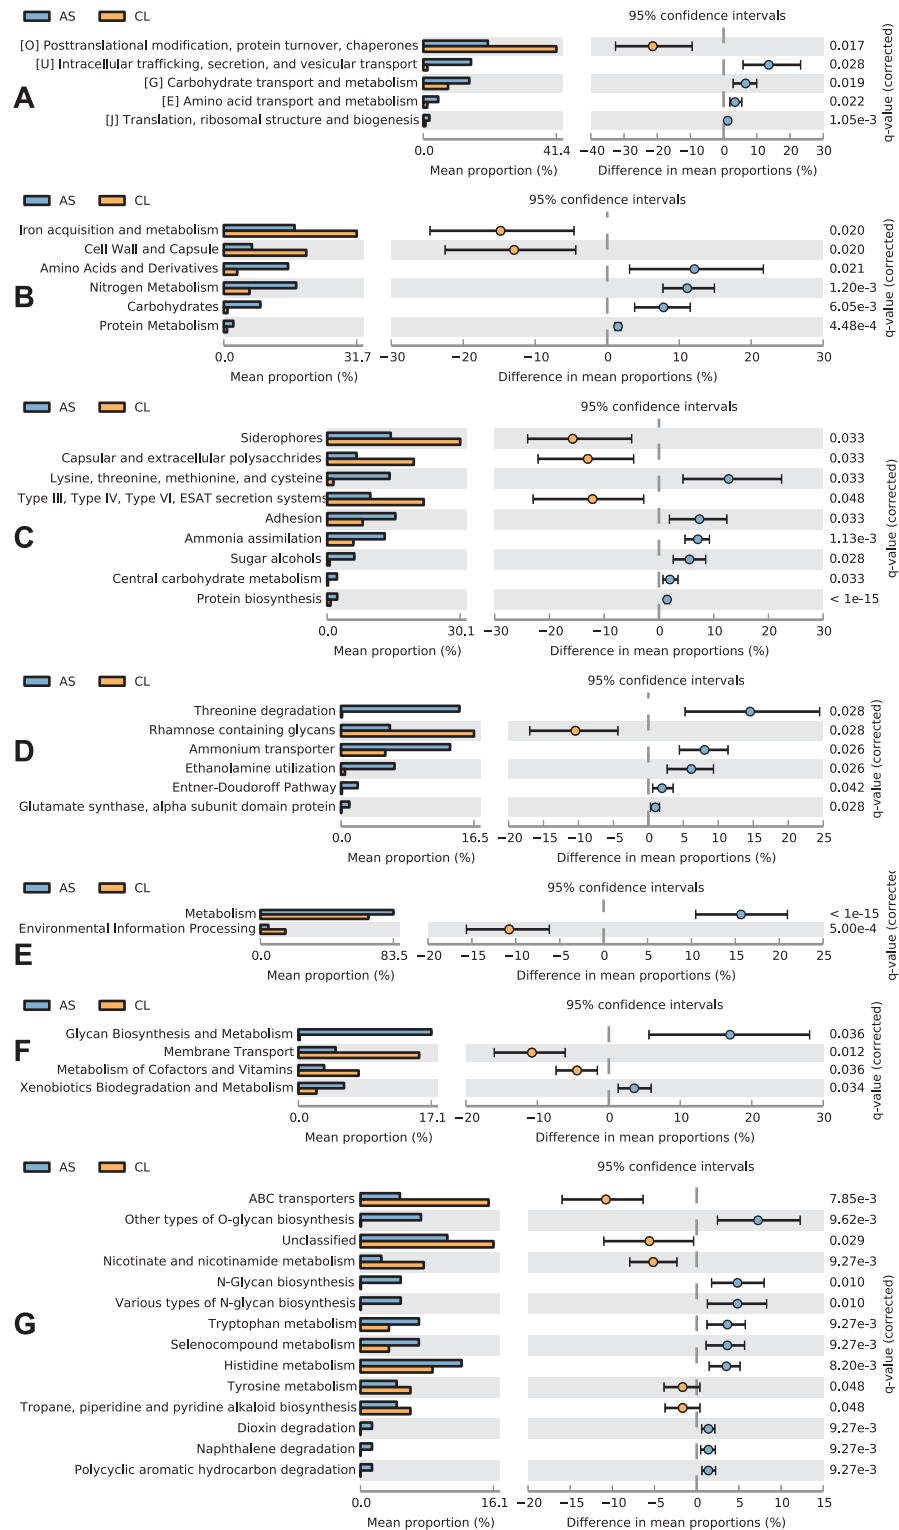 AS CL 95% confidence intervals
[O] Posttranslational modification, protein turnover, chaperones 0.017
[U] Intracellular trafficking, secretion, and vesicular transport 0.028
[G] Carbohydrate transport and metabolism 0.019
[E] Amino acid transport and metabolism 0.022
[J] Translation, ribosomal structure and biogenesis 1.05e-3
A
q-value (corrected)
0.0 41.4 −40 −30 −20 −10 0 10 20 30
Mean proportion (%) Difference in mean proportions (%)
AS CL 95% confidence intervals
Iron acquisition and metabolism 0.020
Cell Wall and Capsule 0.020
Amino Acids and Derivatives 0.021
Nitrogen Metabolism 1.20e-3
Carbohydrates 6.05e-3
Protein Metabolism 4.48e-4
B
q-value (corrected)
0.0 31.7 −30 −20 −10 0 10 20 30
Mean proportion (%) Difference in mean proportions (%)
AS CL 95% confidence intervals
Siderophores 0.033
Capsular and extracellular polysacchrides 0.033
Lysine, threonine, methionine, and cysteine 0.033
Type III, Type IV, Type VI, ESAT secretion systems 0.048
Adhesion 0.033
Ammonia assimilation 1.13e-3
Sugar alcohols 0.028
Central carbohydrate metabolism 0.033
Protein biosynthesis < 1e-15
C
q-value (corrected)
0.0 30.1 −30 −20 −10 0 10 20 30
Mean proportion (%) Difference in mean proportions (%)
AS CL 95% confidence intervals
Threonine degradation 0.028
Rhamnose containing glycans 0.028
Ammonium transporter 0.026
Ethanolamine utilization 0.026
Entner-Doudoroff Pathway 0.042
Glutamate synthase, alpha subunit domain protein 0.028
D
q-value (corrected)
0.0 16.5 −20 −15 −10 −5 0 5 10 15 20 25
Mean proportion (%) Difference in mean proportions (%)
AS CL 95% confidence intervals
Metabolism < 1e-15
Environmental Information Processing 5.00e-4
E
q-value (corrected
0.0 83.5 −20 −15 −10 −5 0 5 10 15 20 25
Mean proportion (%) Difference in mean proportions (%)
AS CL 95% confidence intervals
Glycan Biosynthesis and Metabolism 0.036
Membrane Transport 0.012
Metabolism of Cofactors and Vitamins 0.036
Xenobiotics Biodegradation and Metabolism 0.034
F
q-value (corrected)
0.0 17.1 −20 −10 0 10 20 30
Mean proportion (%) Difference in mean proportions (%)
AS CL 95% confidence intervals
ABC transporters 7.85e-3
Other types of O-glycan biosynthesis 9.62e-3
Unclassified 0.029
Nicotinate and nicotinamide metabolism 9.27e-3
N-Glycan biosynthesis 0.010
Various types of N-glycan biosynthesis 0.010
Tryptophan metabolism 9.27e-3
Selenocompound metabolism 9.27e-3
Histidine metabolism 8.20e-3
Tyrosine metabolism 0.048
Tropane, piperidine and pyridine alkaloid biosynthesis 0.048
Dioxin degradation 9.27e-3
Naphthalene degradation 9.27e-3
Polycyclic aromatic hydrocarbon degradation 9.27e-3
G
q-value (corrected)
0.0 16.1 −20 −15 −10 −5 0 5 10 15
Mean proportion (%) Difference in mean proportions (%)